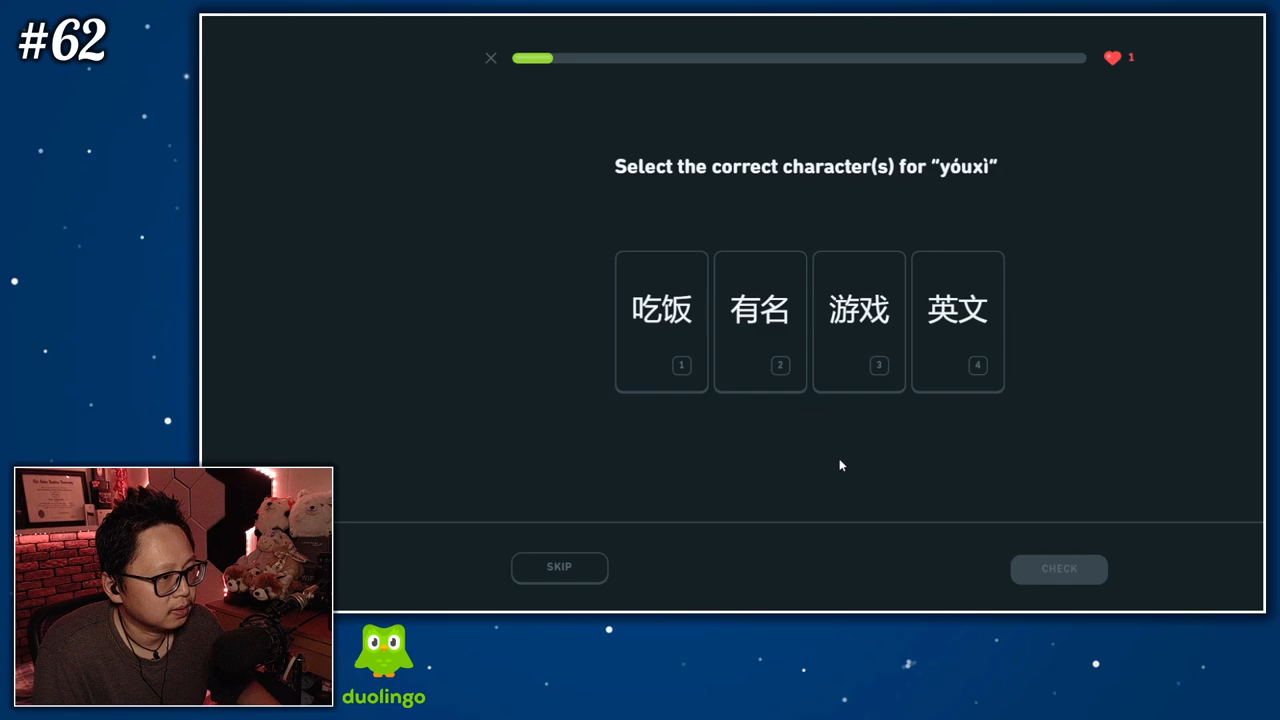 #62
1
Select the correct character(s) for “yóuxì”
吃饭 有名 游戏 英文
1 2 3 4
SKIP CHECK
duolingo